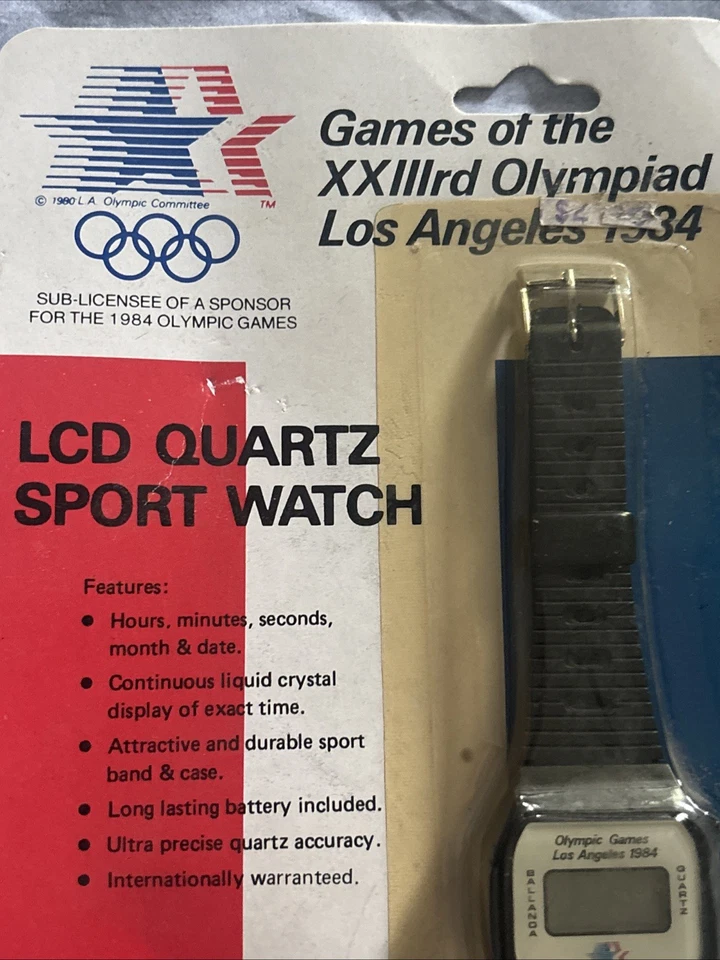 Games of the
XXIIIrd Olympiad
Los Angeles 1984
© 1980 L.A. Olympic Committee
TM
SUB-LICENSEE OF A SPONSOR
FOR THE 1984 OLYMPIC GAMES
LCD QUARTZ
SPORT WATCH
Features:
● Hours, minutes, seconds,
month & date.
● Continuous liquid crystal
display of exact time.
● Attractive and durable sport
band & case.
● Long lasting battery included.
● Ultra precise quartz accuracy.
● Internationally warranteed.
Olympic Games
Los Angeles 1984
BALLANDA
QUARTZ